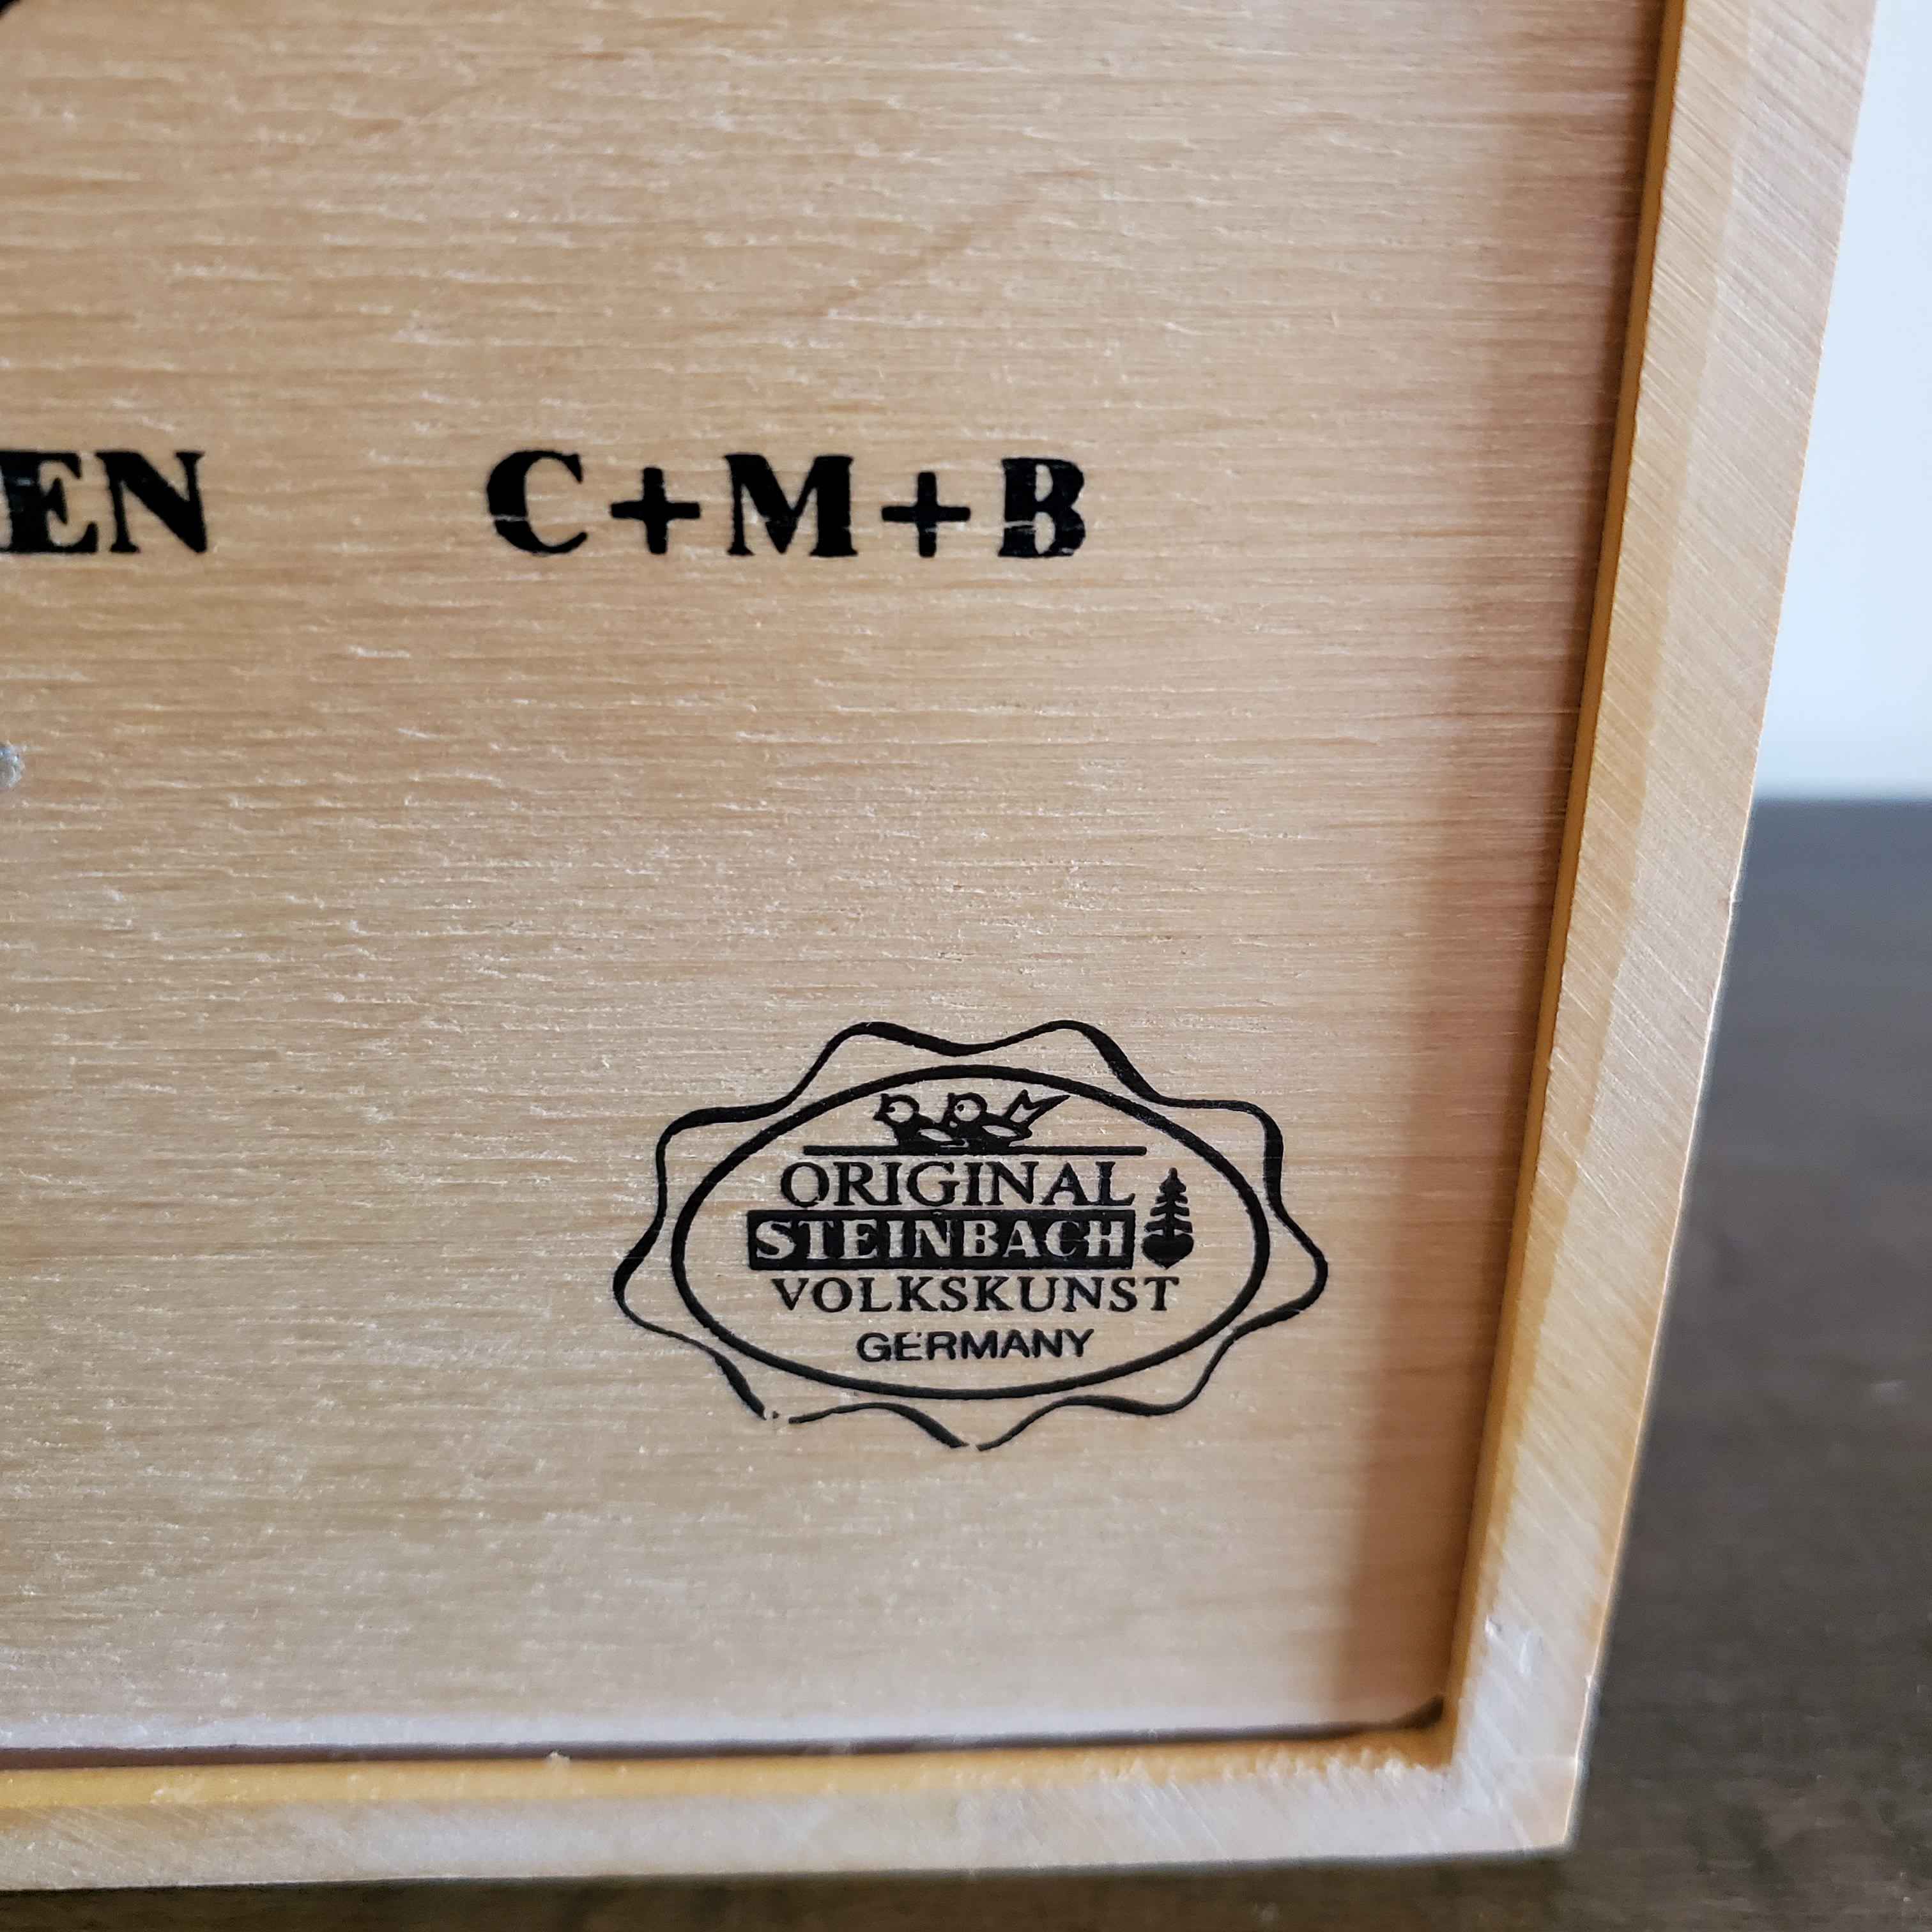 EN C+M+B
ORIGINAL
STEINBACH
VOLKSKUNST
GERMANY